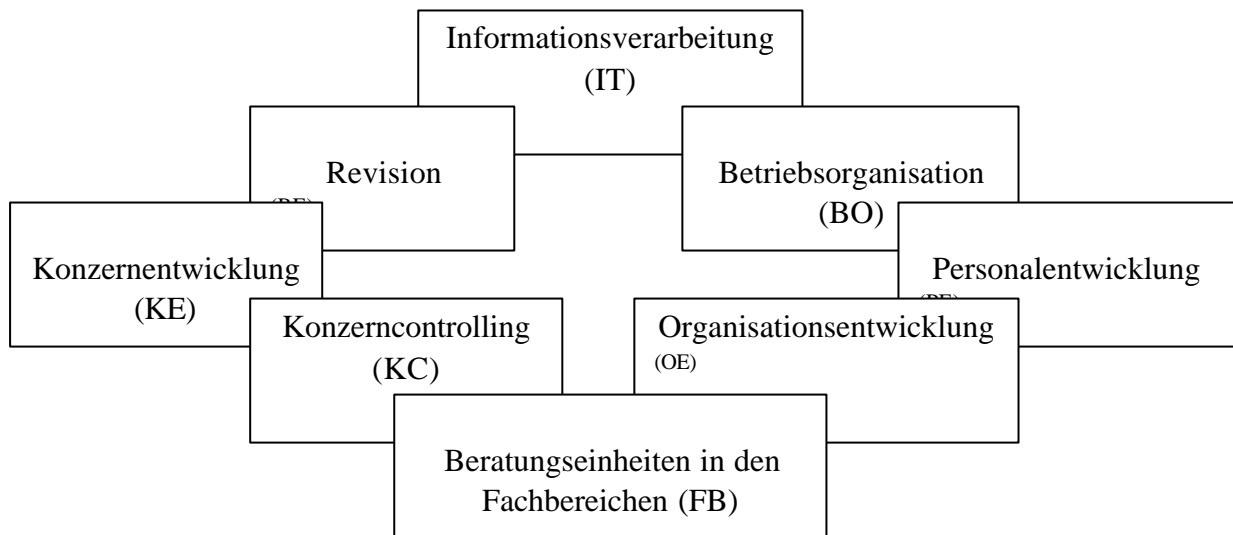 Informationsverarbeitung
(IT)
Revision
Betriebsorganisation
(BO)
Konzernentwicklung
(KE)
Personalentwicklung
Konzerncontrolling
(KC)
Organisationsentwicklung
(OE)
Beratungseinheiten in den
Fachbereichen (FB)